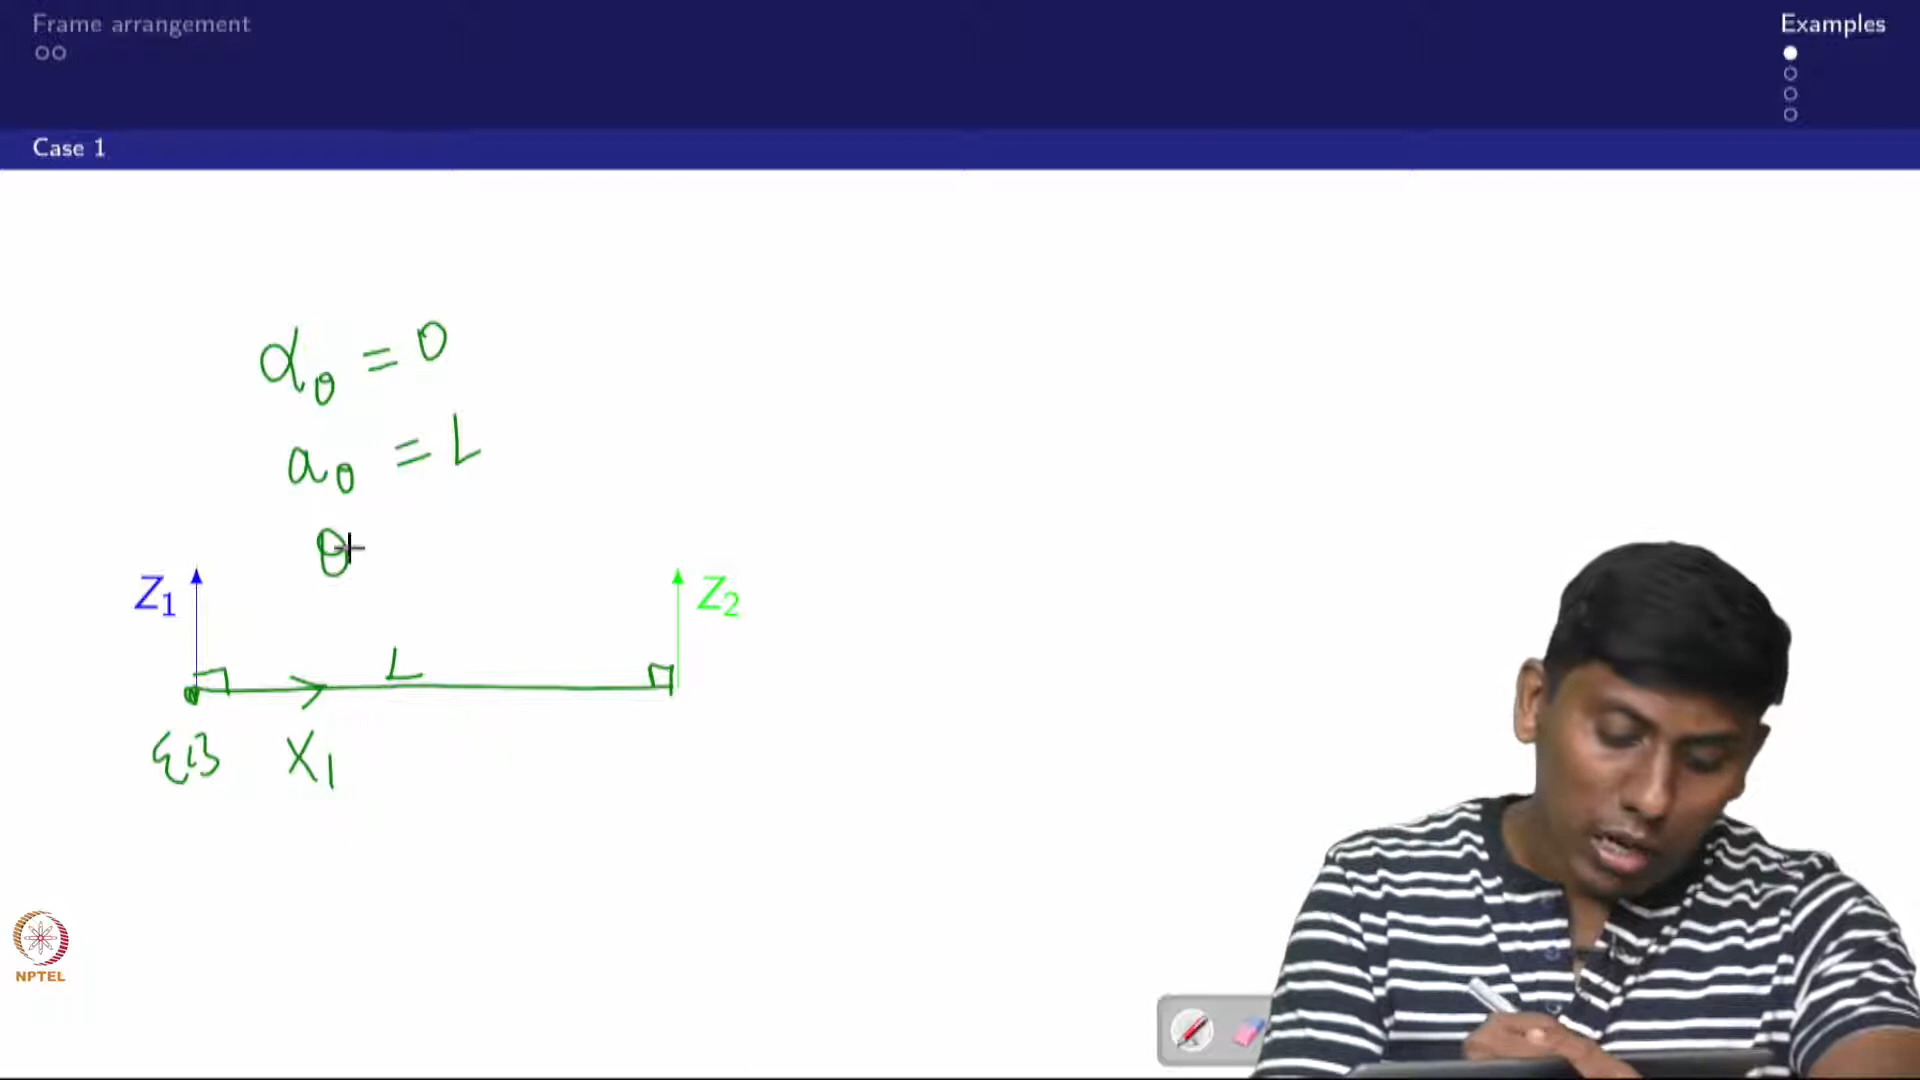 Frame arrangement
Examples
Case 1
α₀ = 0
a₀ = L
θ
Z₁
Z₂
L
{1}
X₁
NPTEL